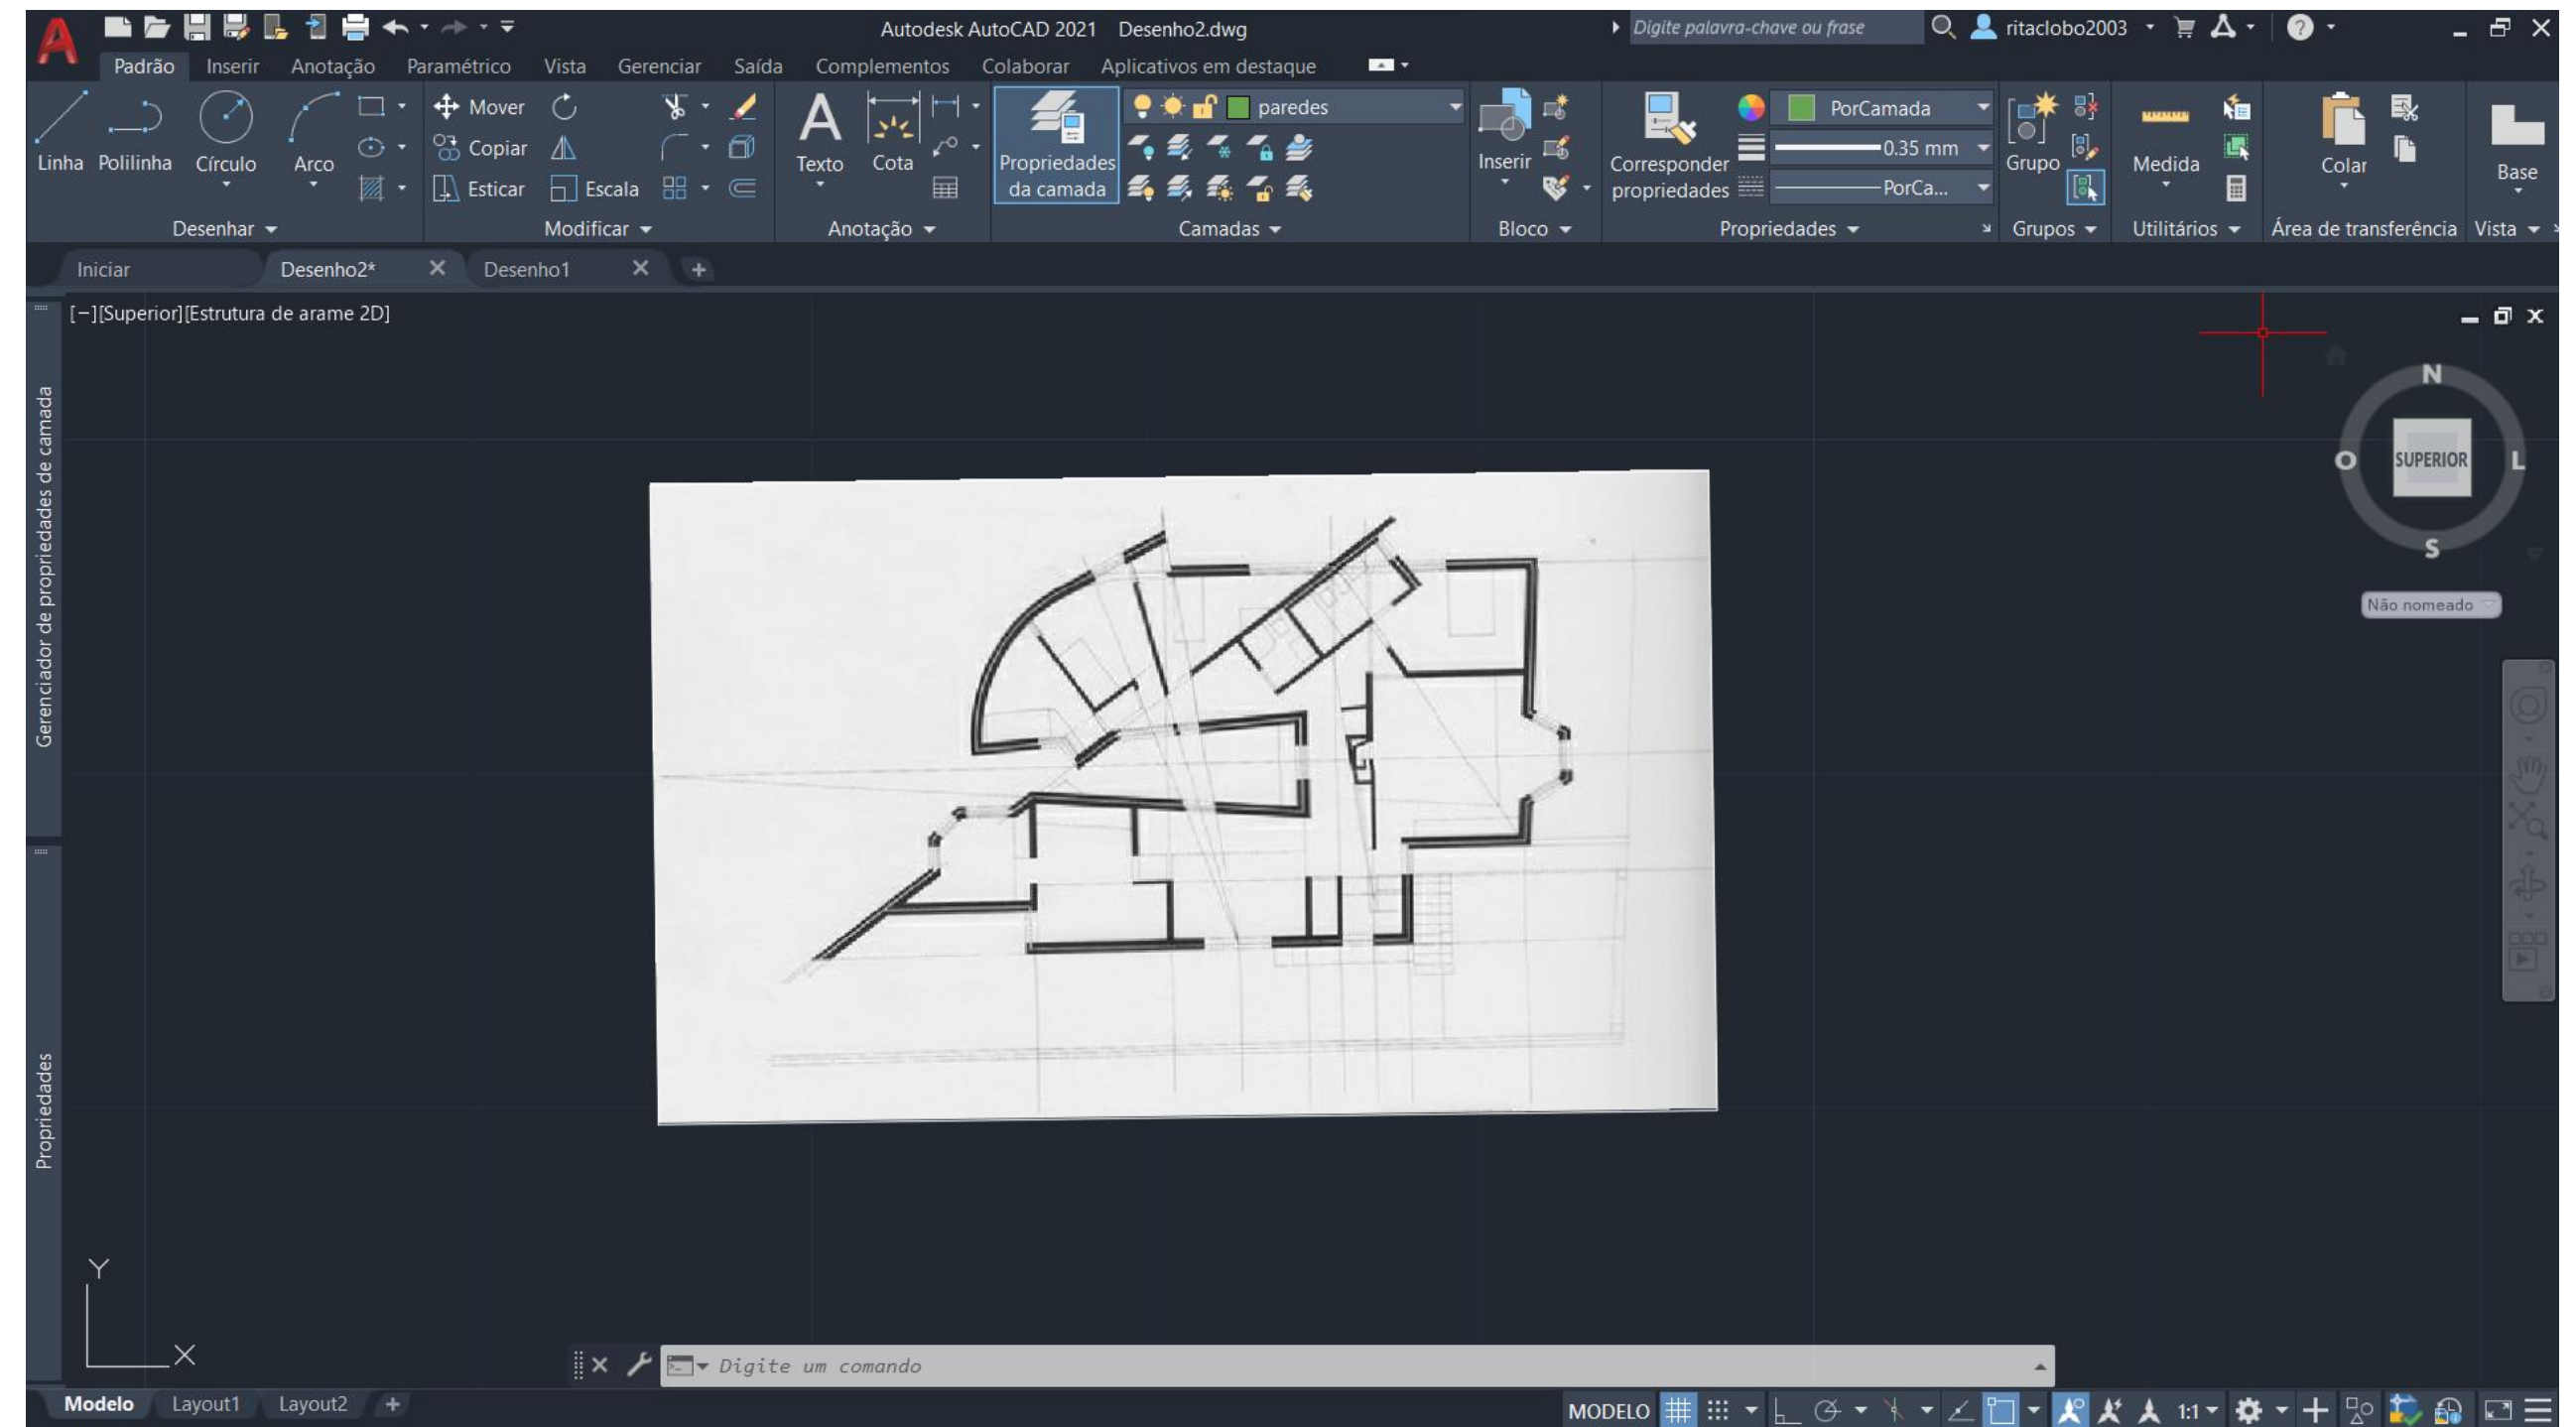 Autodesk AutoCAD 2021 Desenho2.dwg
Digite palavra-chave ou frase
ritaclobo2003
Padrão Inserir Anotação Paramétrico Vista Gerenciar Saída Complementos Colaborar Aplicativos em destaque
Linha Polilinha Círculo Arco
Desenhar
Mover
Copiar
Esticar Escala
Modificar
Texto Cota
Anotação
Propriedades
da camada
paredes
Camadas
Inserir
Bloco
Corresponder
propriedades
PorCamada
0.35 mm
PorCa...
Propriedades
Grupo
Grupos
Medida
Utilitários
Colar
Área de transferência
Base
Vista
Iniciar Desenho2* Desenho1
[−][Superior][Estrutura de arame 2D]
N
O SUPERIOR L
S
Não nomeado
Gerenciador de propriedades de camada
Propriedades
Y
X
Digite um comando
Modelo Layout1 Layout2
MODELO 1:1